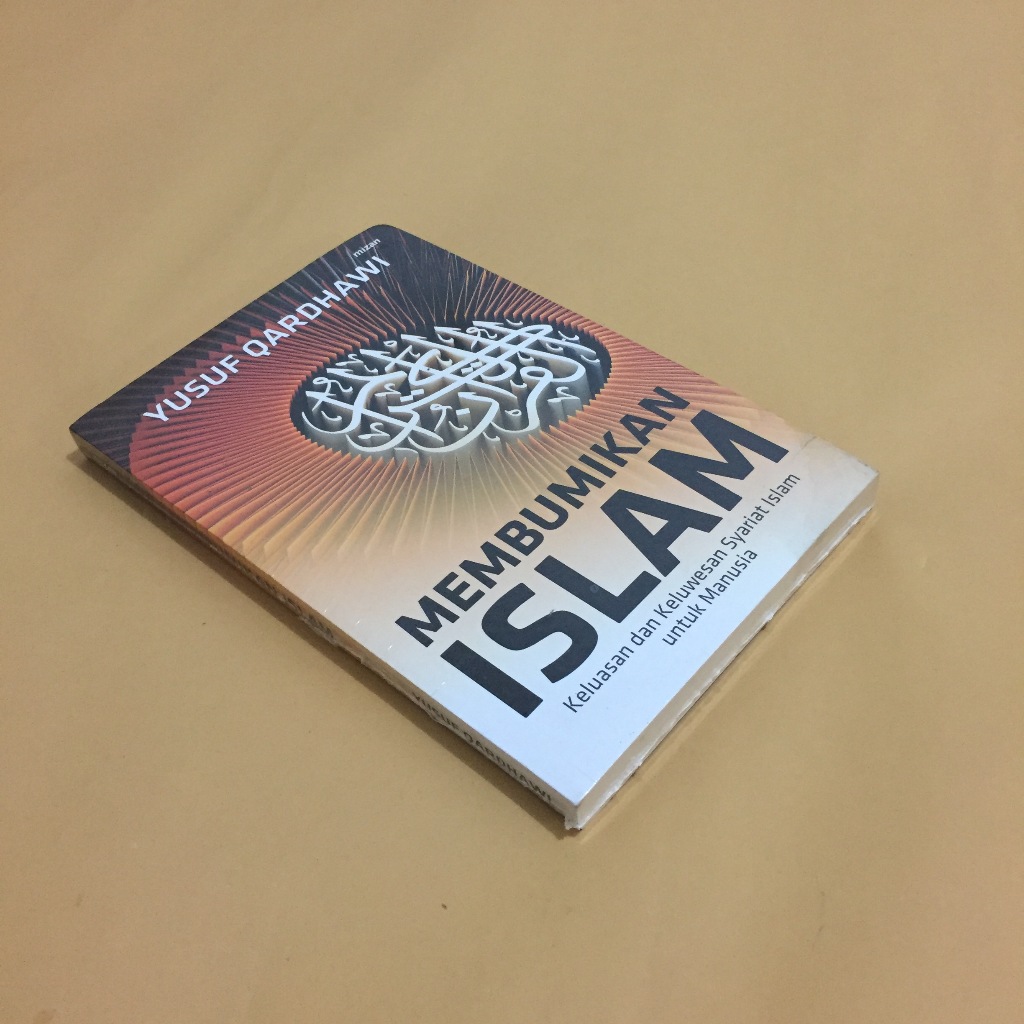 mizan
YUSUF QARDHAWI
MEMBUMIKAN
ISLAM
Keluasan dan Keluwesan Syariat Islam
untuk Manusia
YUSUF QARDHAWI